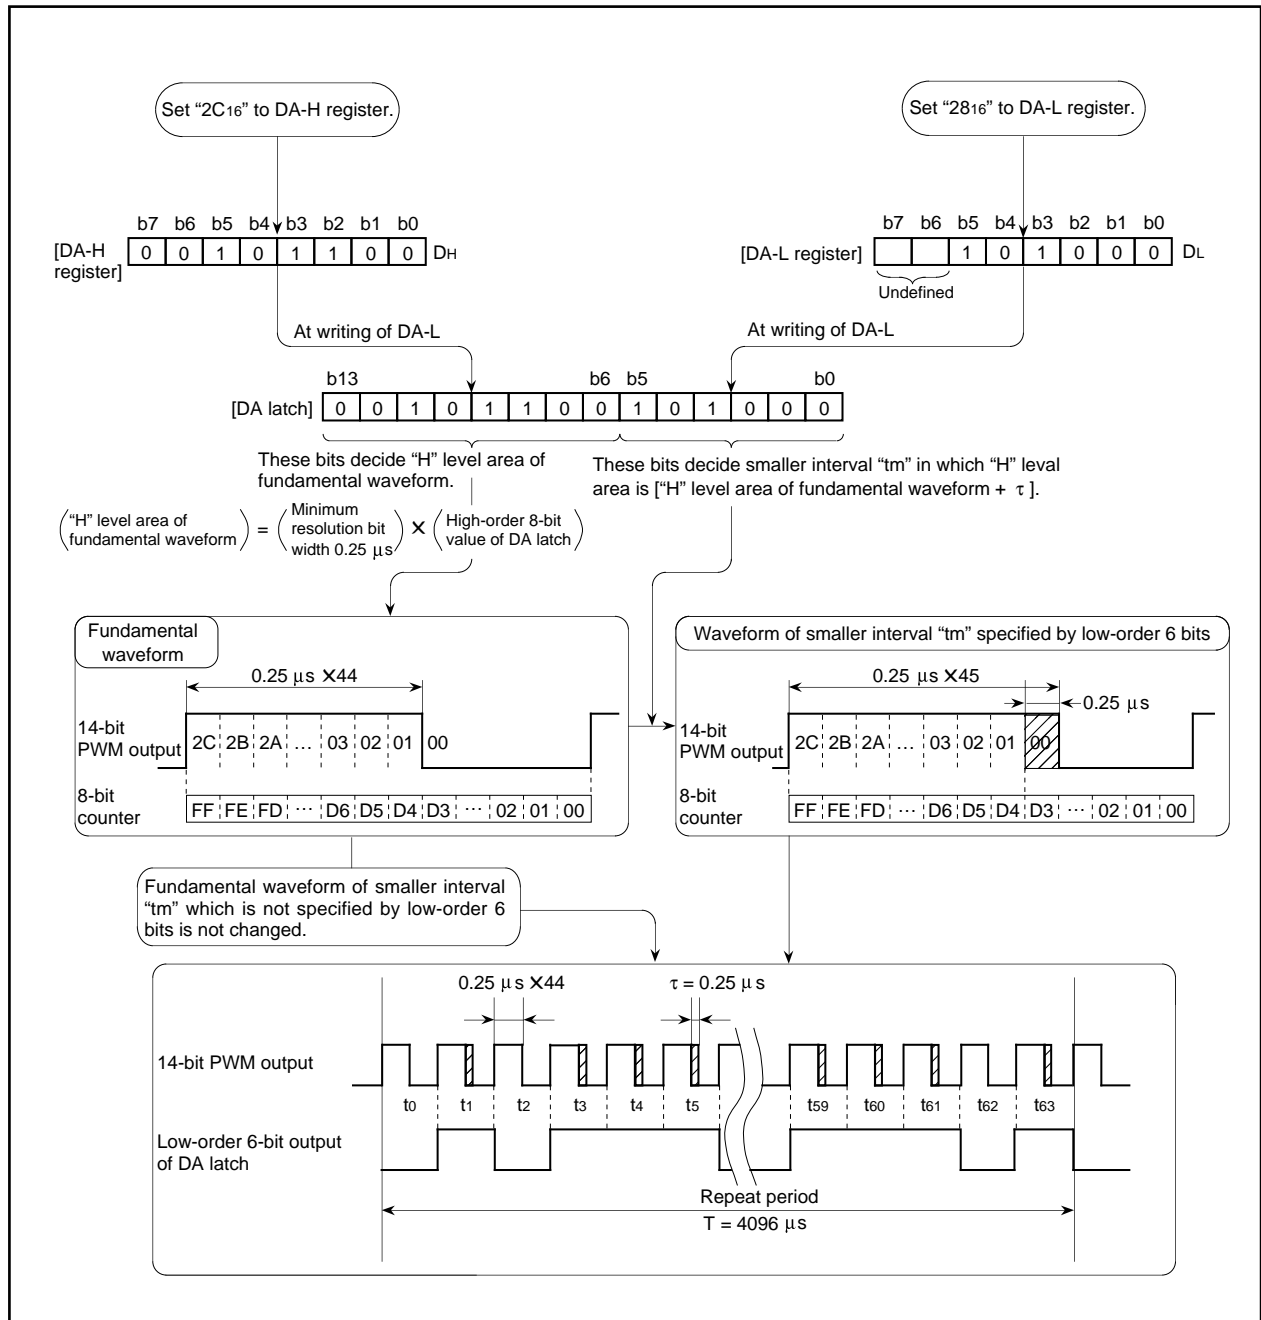 Set “2C16” to DA-H register.
Set “2816” to DA-L register.
b7 b6 b5 b4 b3 b2 b1 b0
[DA-H register] 0 0 1 0 1 1 0 0 DH
b7 b6 b5 b4 b3 b2 b1 b0
[DA-L register] 1 0 1 0 0 0 DL
Undefined
At writing of DA-L
At writing of DA-L
b13 b6 b5 b0
[DA latch] 0 0 1 0 1 1 0 0 1 0 1 0 0 0
These bits decide “H” level area of
fundamental waveform.
These bits decide smaller interval “tm” in which “H” leval
area is [“H” level area of fundamental waveform + τ ].
“H” level area of
fundamental waveform
=
Minimum
resolution bit
width 0.25 μs
×
High-order 8-bit
value of DA latch
Fundamental
waveform
0.25 μs ×44
14-bit
PWM output
2C 2B 2A … 03 02 01 00
8-bit
counter
FF FE FD … D6 D5 D4 D3 … 02 01 00
Waveform of smaller interval “tm” specified by low-order 6 bits
0.25 μs ×45
0.25 μs
14-bit
PWM output
2C 2B 2A … 03 02 01 00
8-bit
counter
FF FE FD … D6 D5 D4 D3 … 02 01 00
Fundamental waveform of smaller interval
“tm” which is not specified by low-order 6
bits is not changed.
0.25 μs ×44
τ = 0.25 μs
14-bit PWM output
t0 t1 t2 t3 t4 t5 t59 t60 t61 t62 t63
Low-order 6-bit output
of DA latch
Repeat period
T = 4096 μs